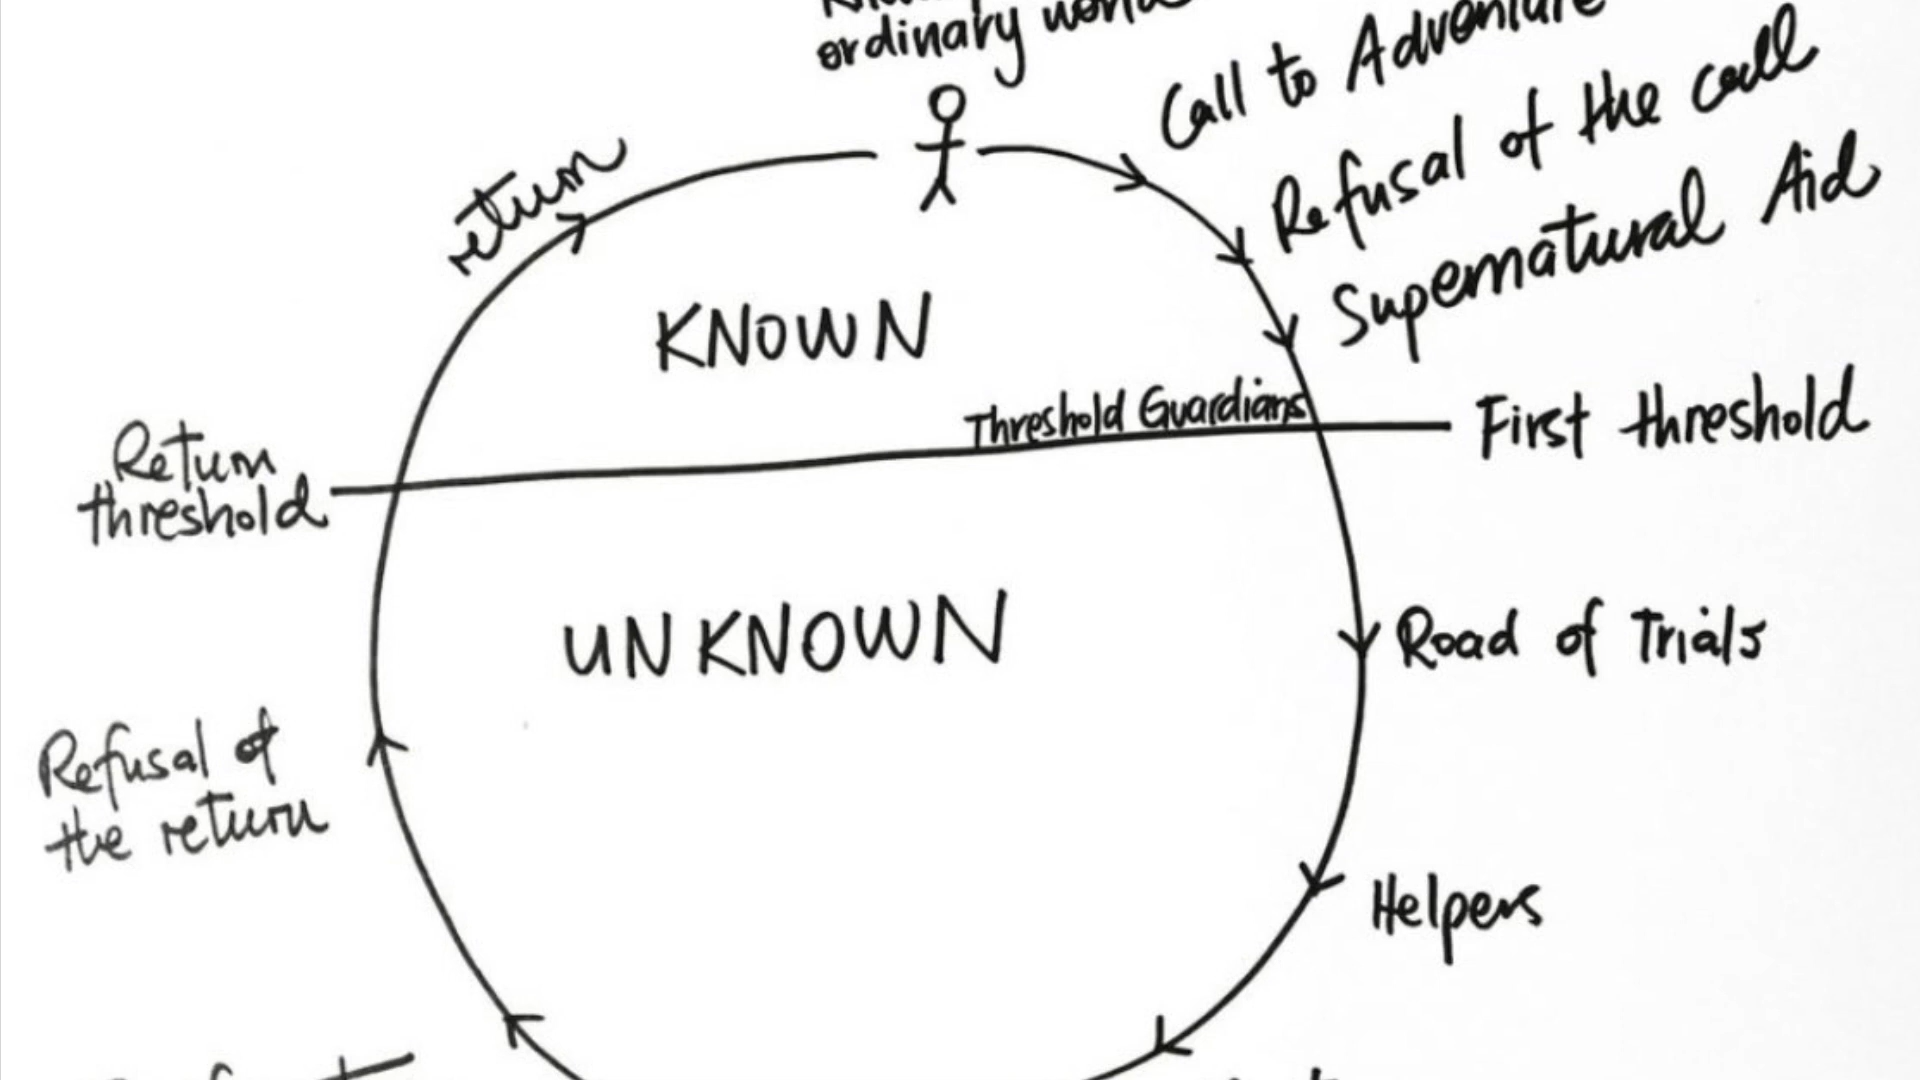 ordinary world
Call to Adventure
Refusal of the call
Supernatural Aid
return
KNOWN
Threshold Guardians
First threshold
Return
threshold
UNKNOWN
Road of Trials
Refusal of
the return
Helpers